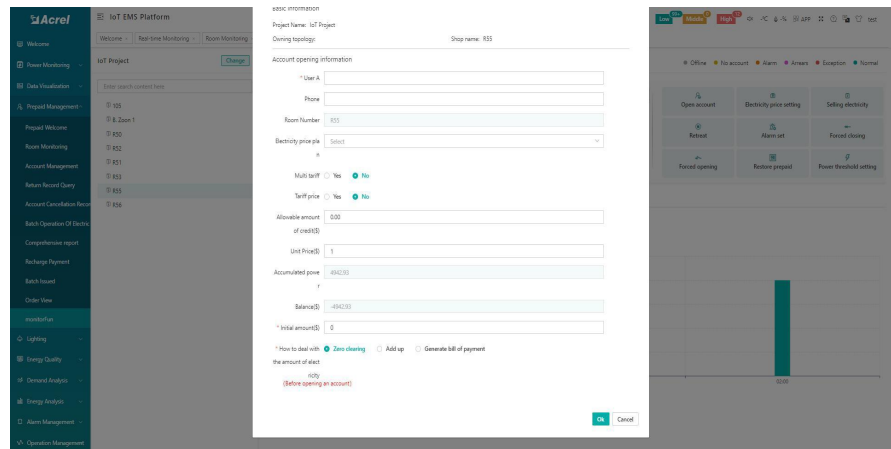 Acrel
IoT EMS Platform
Basic information
Project Name: IoT Project
Owning topology:
Shop name: R55
Low
Middle
High
APP
test
Welcome
Real-time Monitoring
Room Monitoring
Welcome
Power Monitoring
Data Visualization
Prepaid Management
Prepaid Welcome
Room Monitoring
Account Management
Return Record Query
Account Cancellation Recor
Batch Operation Of Electric
Comprehensive report
Recharge Payment
Batch Issued
Order View
monitorFun
Lighting
Energy Quality
Demand Analysis
Energy Analysis
Alarm Management
Operation Management
IoT Project
Change
Enter search content here
105
B. Zoon 1
R50
R52
R51
R53
R55
R56
Account opening information
* User A
Phone
Room Number
R55
Electricity price pla
n
Select
Multi tariff
Yes
No
Tariff price
Yes
No
Allowable amount
of credit($)
0.00
Unit Price($)
1
Accumulated powe
r
4942.93
Balance($)
-4942.93
* Initial amount($)
0
* How to deal with
the amount of elect
ricity
(Before opening an account)
Zero clearing
Add up
Generate bill of payment
Ok
Cancel
Offline
No account
Alarm
Arrears
Exception
Normal
Open account
Electricity price setting
Selling electricity
Retreat
Alarm set
Forced closing
Forced opening
Restore prepaid
Power threshold setting
02:00